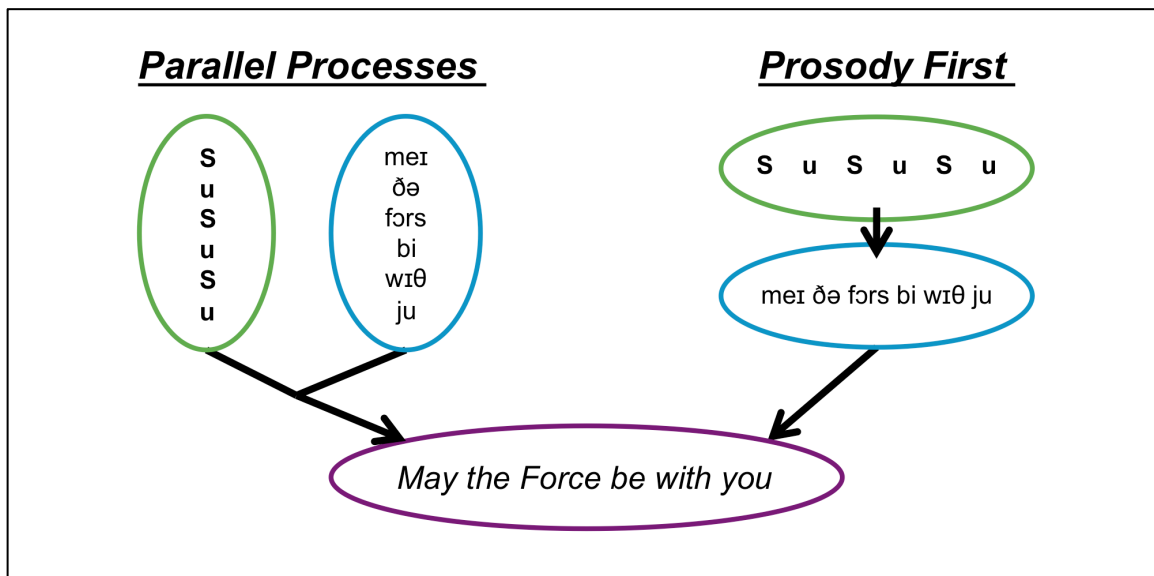 Parallel Processes
S
u
S
u
S
u
meɪ
ðə
fɔrs
bi
wɪθ
ju
Prosody First
S u S u S u
meɪ ðə fɔrs bi wɪθ ju
May the Force be with you